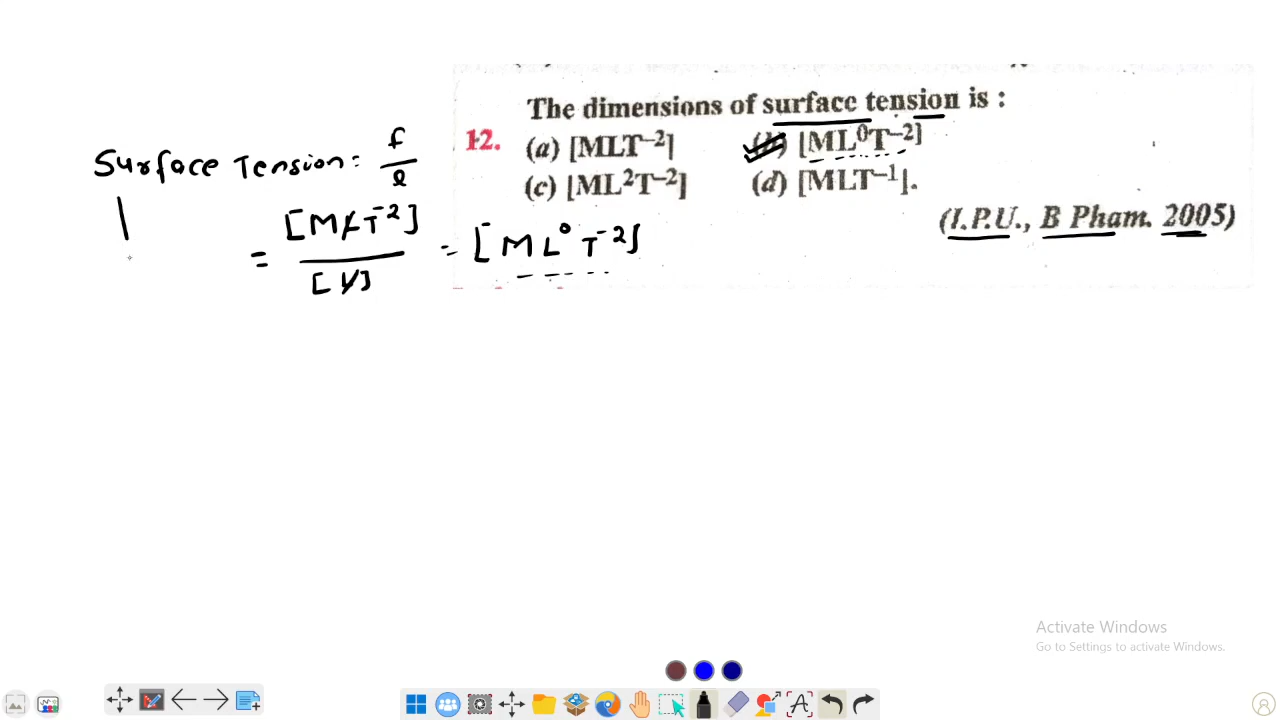 The dimensions of surface tension is :
12. (a) [MLT⁻²] (b) [ML⁰T⁻²]
(c) [ML²T⁻²] (d) [MLT⁻¹].
(I.P.U., B Pham. 2005)
Surface Tension = f / l
= [MLT⁻²] / [L] = [ML⁰T⁻²]
Activate Windows
Go to Settings to activate Windows.